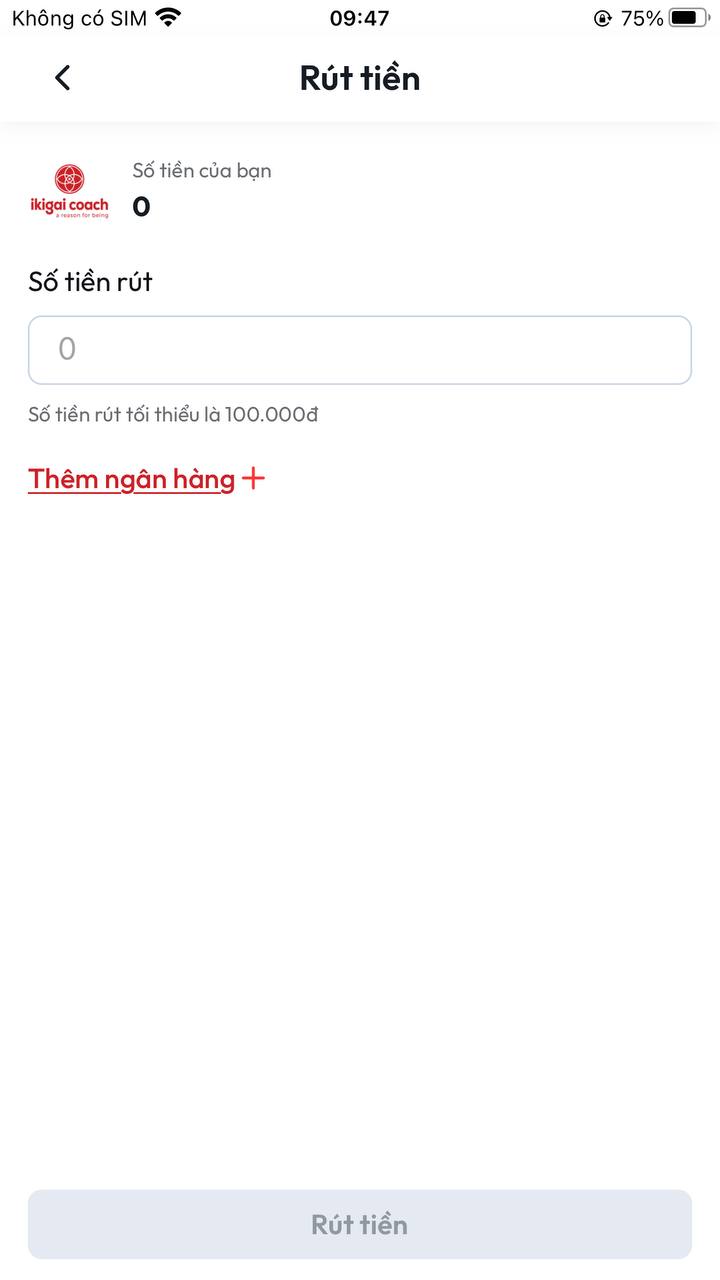 Không có SIM 09:47 75%
Rút tiền
Số tiền của bạn
ikigai coach
a reason for being
0
Số tiền rút
0
Số tiền rút tối thiểu là 100.000đ
Thêm ngân hàng +
Rút tiền